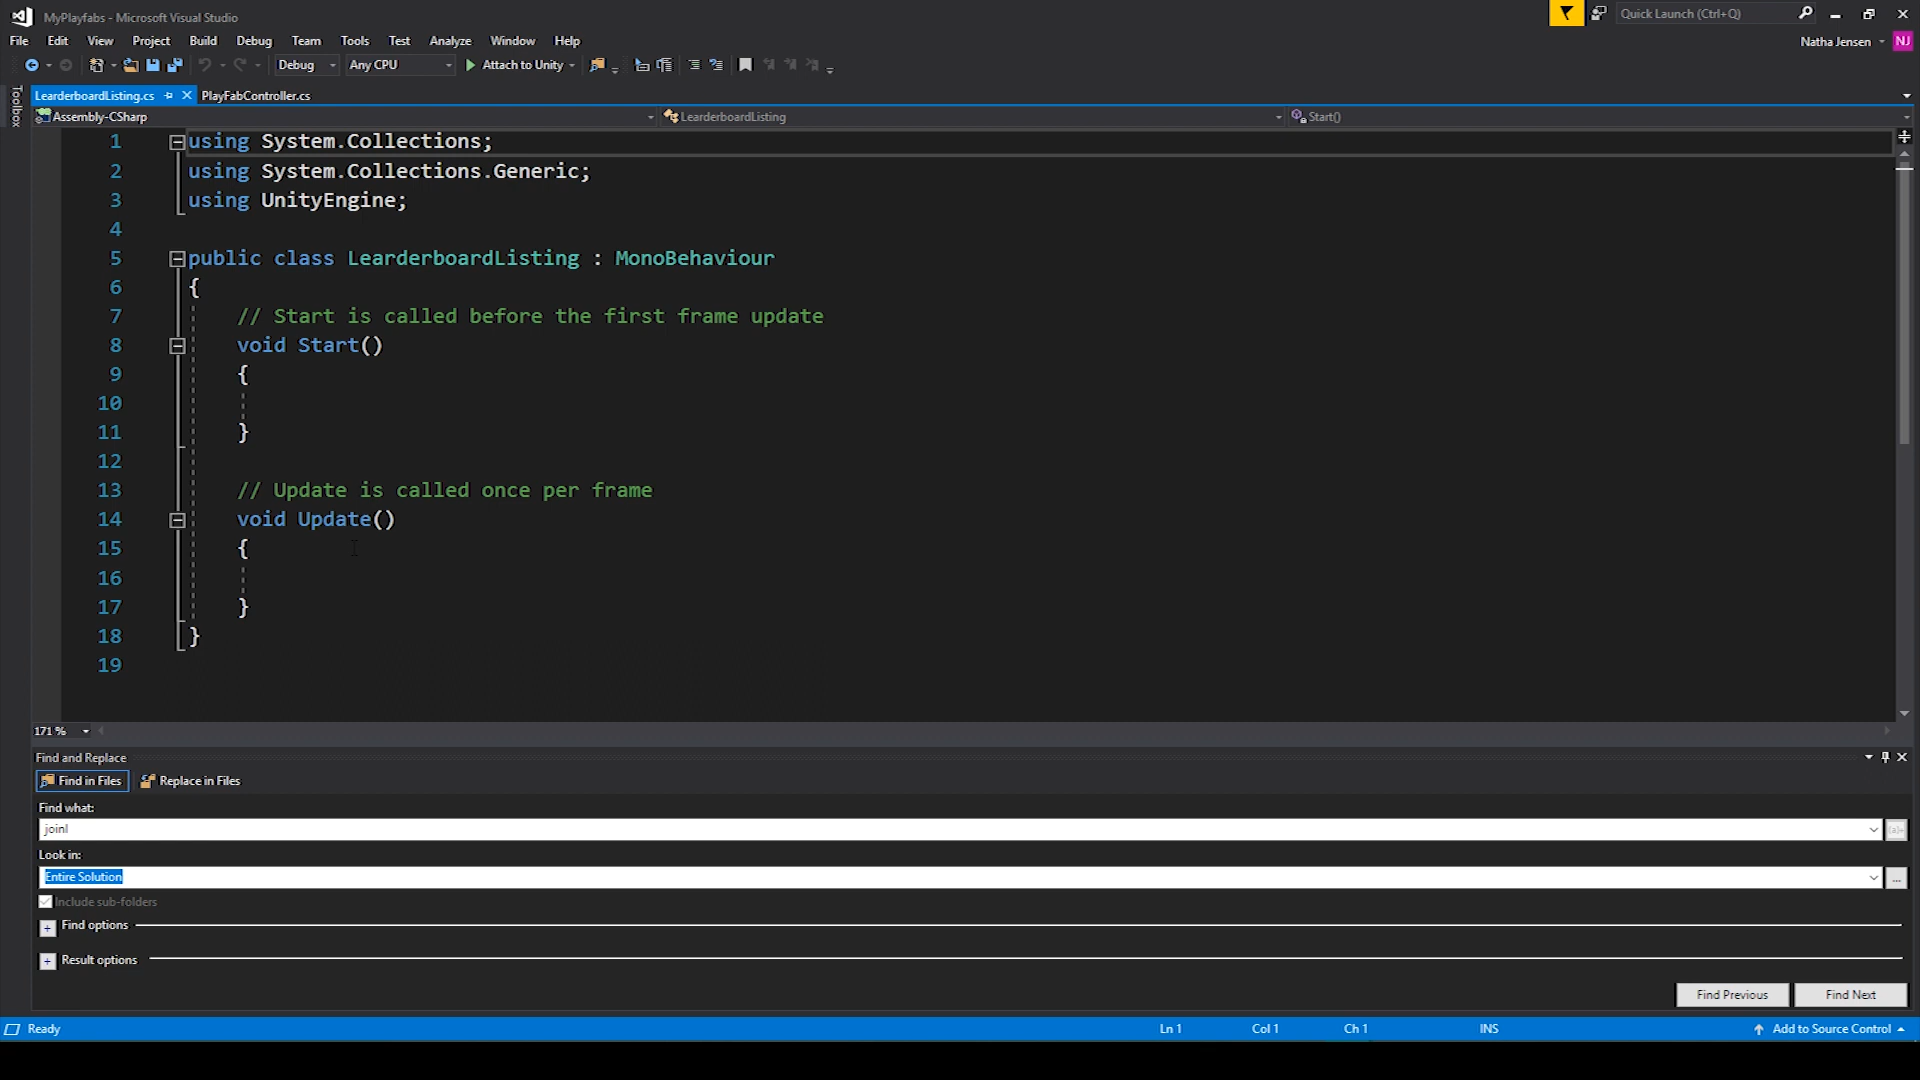 MyPlayfabs - Microsoft Visual Studio
Quick Launch (Ctrl+Q)
File Edit View Project Build Debug Team Tools Test Analyze Window Help
Natha Jensen NJ
Debug Any CPU Attach to Unity
Toolbox
LearderboardListing.cs PlayFabController.cs
Assembly-CSharp LearderboardListing Start()
1 using System.Collections;
2 using System.Collections.Generic;
3 using UnityEngine;
4
5 public class LearderboardListing : MonoBehaviour
6 {
7 // Start is called before the first frame update
8 void Start()
9 {
10
11 }
12
13 // Update is called once per frame
14 void Update()
15 {
16
17 }
18 }
19
171 %
Find and Replace
Find in Files Replace in Files
Find what:
joinl
Look in:
Entire Solution
...
Include sub-folders
Find options
Result options
Find Previous Find Next
Ready Ln 1 Col 1 Ch 1 INS Add to Source Control